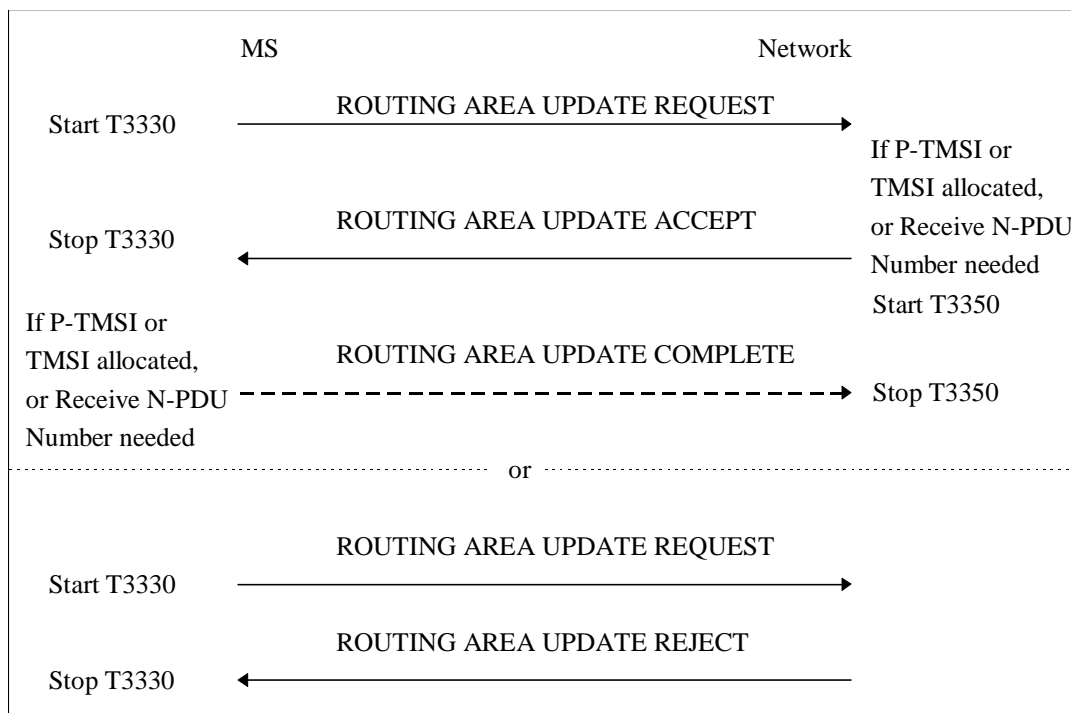 MS
Network
ROUTING AREA UPDATE REQUEST
Start T3330
If P-TMSI or
TMSI allocated,
or Receive N-PDU
Number needed
Start T3350
ROUTING AREA UPDATE ACCEPT
Stop T3330
If P-TMSI or
TMSI allocated,
or Receive N-PDU
Number needed
ROUTING AREA UPDATE COMPLETE
Stop T3350
or
ROUTING AREA UPDATE REQUEST
Start T3330
ROUTING AREA UPDATE REJECT
Stop T3330